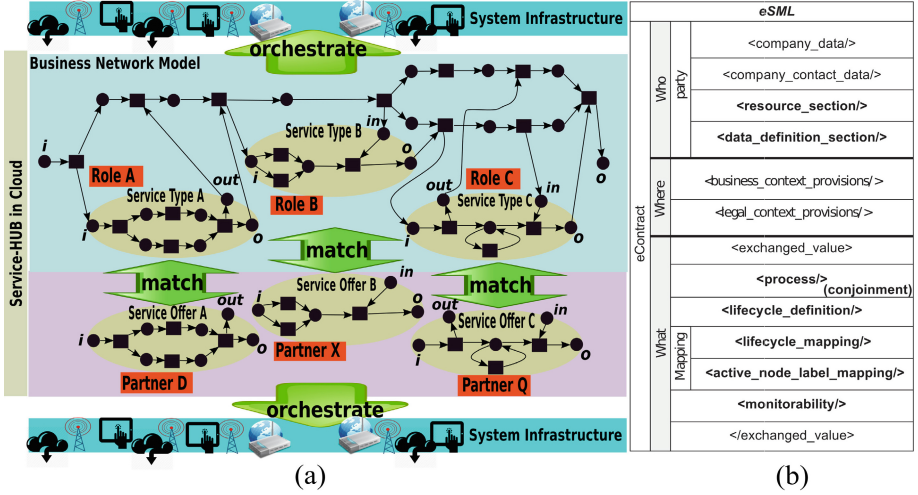 System Infrastructure
orchestrate
Service-HUB in Cloud
Business Network Model
i
Role A
Service Type A
out
i
o
Service Type B
in
i
o
Role B
Role C
out
Service Type C
in
i
o
o
match
match
match
Service Offer A
out
i
o
Partner D
Service Offer B
in
i
o
Partner X
out
Service Offer C
in
i
o
Partner Q
orchestrate
System Infrastructure
(a)
eSML
eContract
Who
party
<company_data/>
<company_contact_data/>
<resource_section/>
<data_definition_section/>
Where
<business_context_provisions/>
<legal_context_provisions/>
What
<exchanged_value>
<process/>
(conjoinment)
<lifecycle_definition/>
Mapping
<lifecycle_mapping/>
<active_node_label_mapping/>
<monitorability/>
</exchanged_value>
(b)